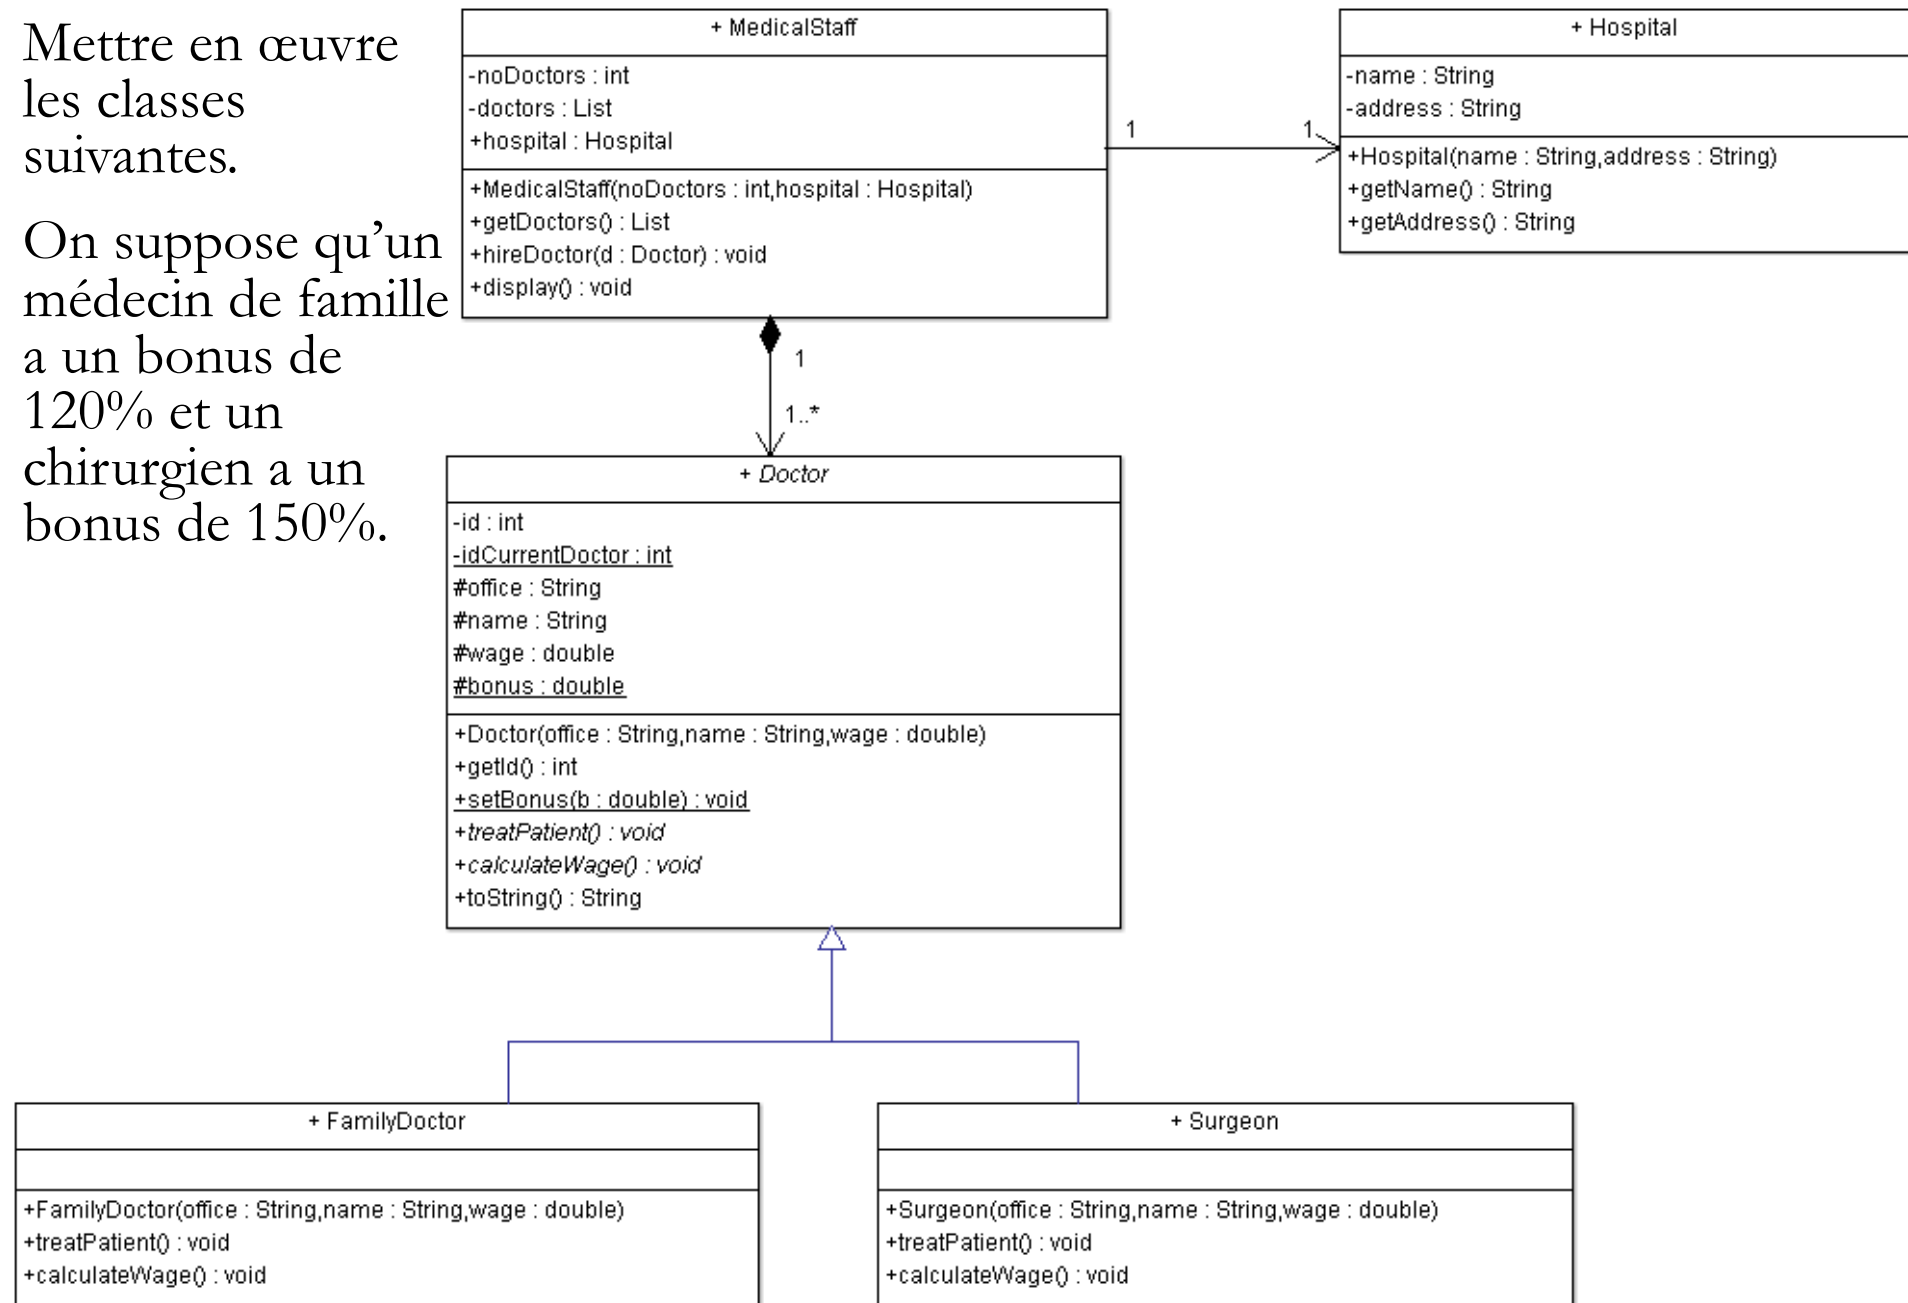 Mettre en œuvre
les classes
suivantes.
On suppose qu’un
médecin de famille
a un bonus de
120% et un
chirurgien a un
bonus de 150%.
+ MedicalStaff
-noDoctors : int
-doctors : List
+hospital : Hospital
+MedicalStaff(noDoctors : int,hospital : Hospital)
+getDoctors() : List
+hireDoctor(d : Doctor) : void
+display() : void
1
1
+ Hospital
-name : String
-address : String
+Hospital(name : String,address : String)
+getName() : String
+getAddress() : String
1
1..*
+ Doctor
-id : int
-idCurrentDoctor : int
#office : String
#name : String
#wage : double
#bonus : double
+Doctor(office : String,name : String,wage : double)
+getId() : int
+setBonus(b : double) : void
+treatPatient() : void
+calculateWage() : void
+toString() : String
+ FamilyDoctor
+FamilyDoctor(office : String,name : String,wage : double)
+treatPatient() : void
+calculateWage() : void
+ Surgeon
+Surgeon(office : String,name : String,wage : double)
+treatPatient() : void
+calculateWage() : void